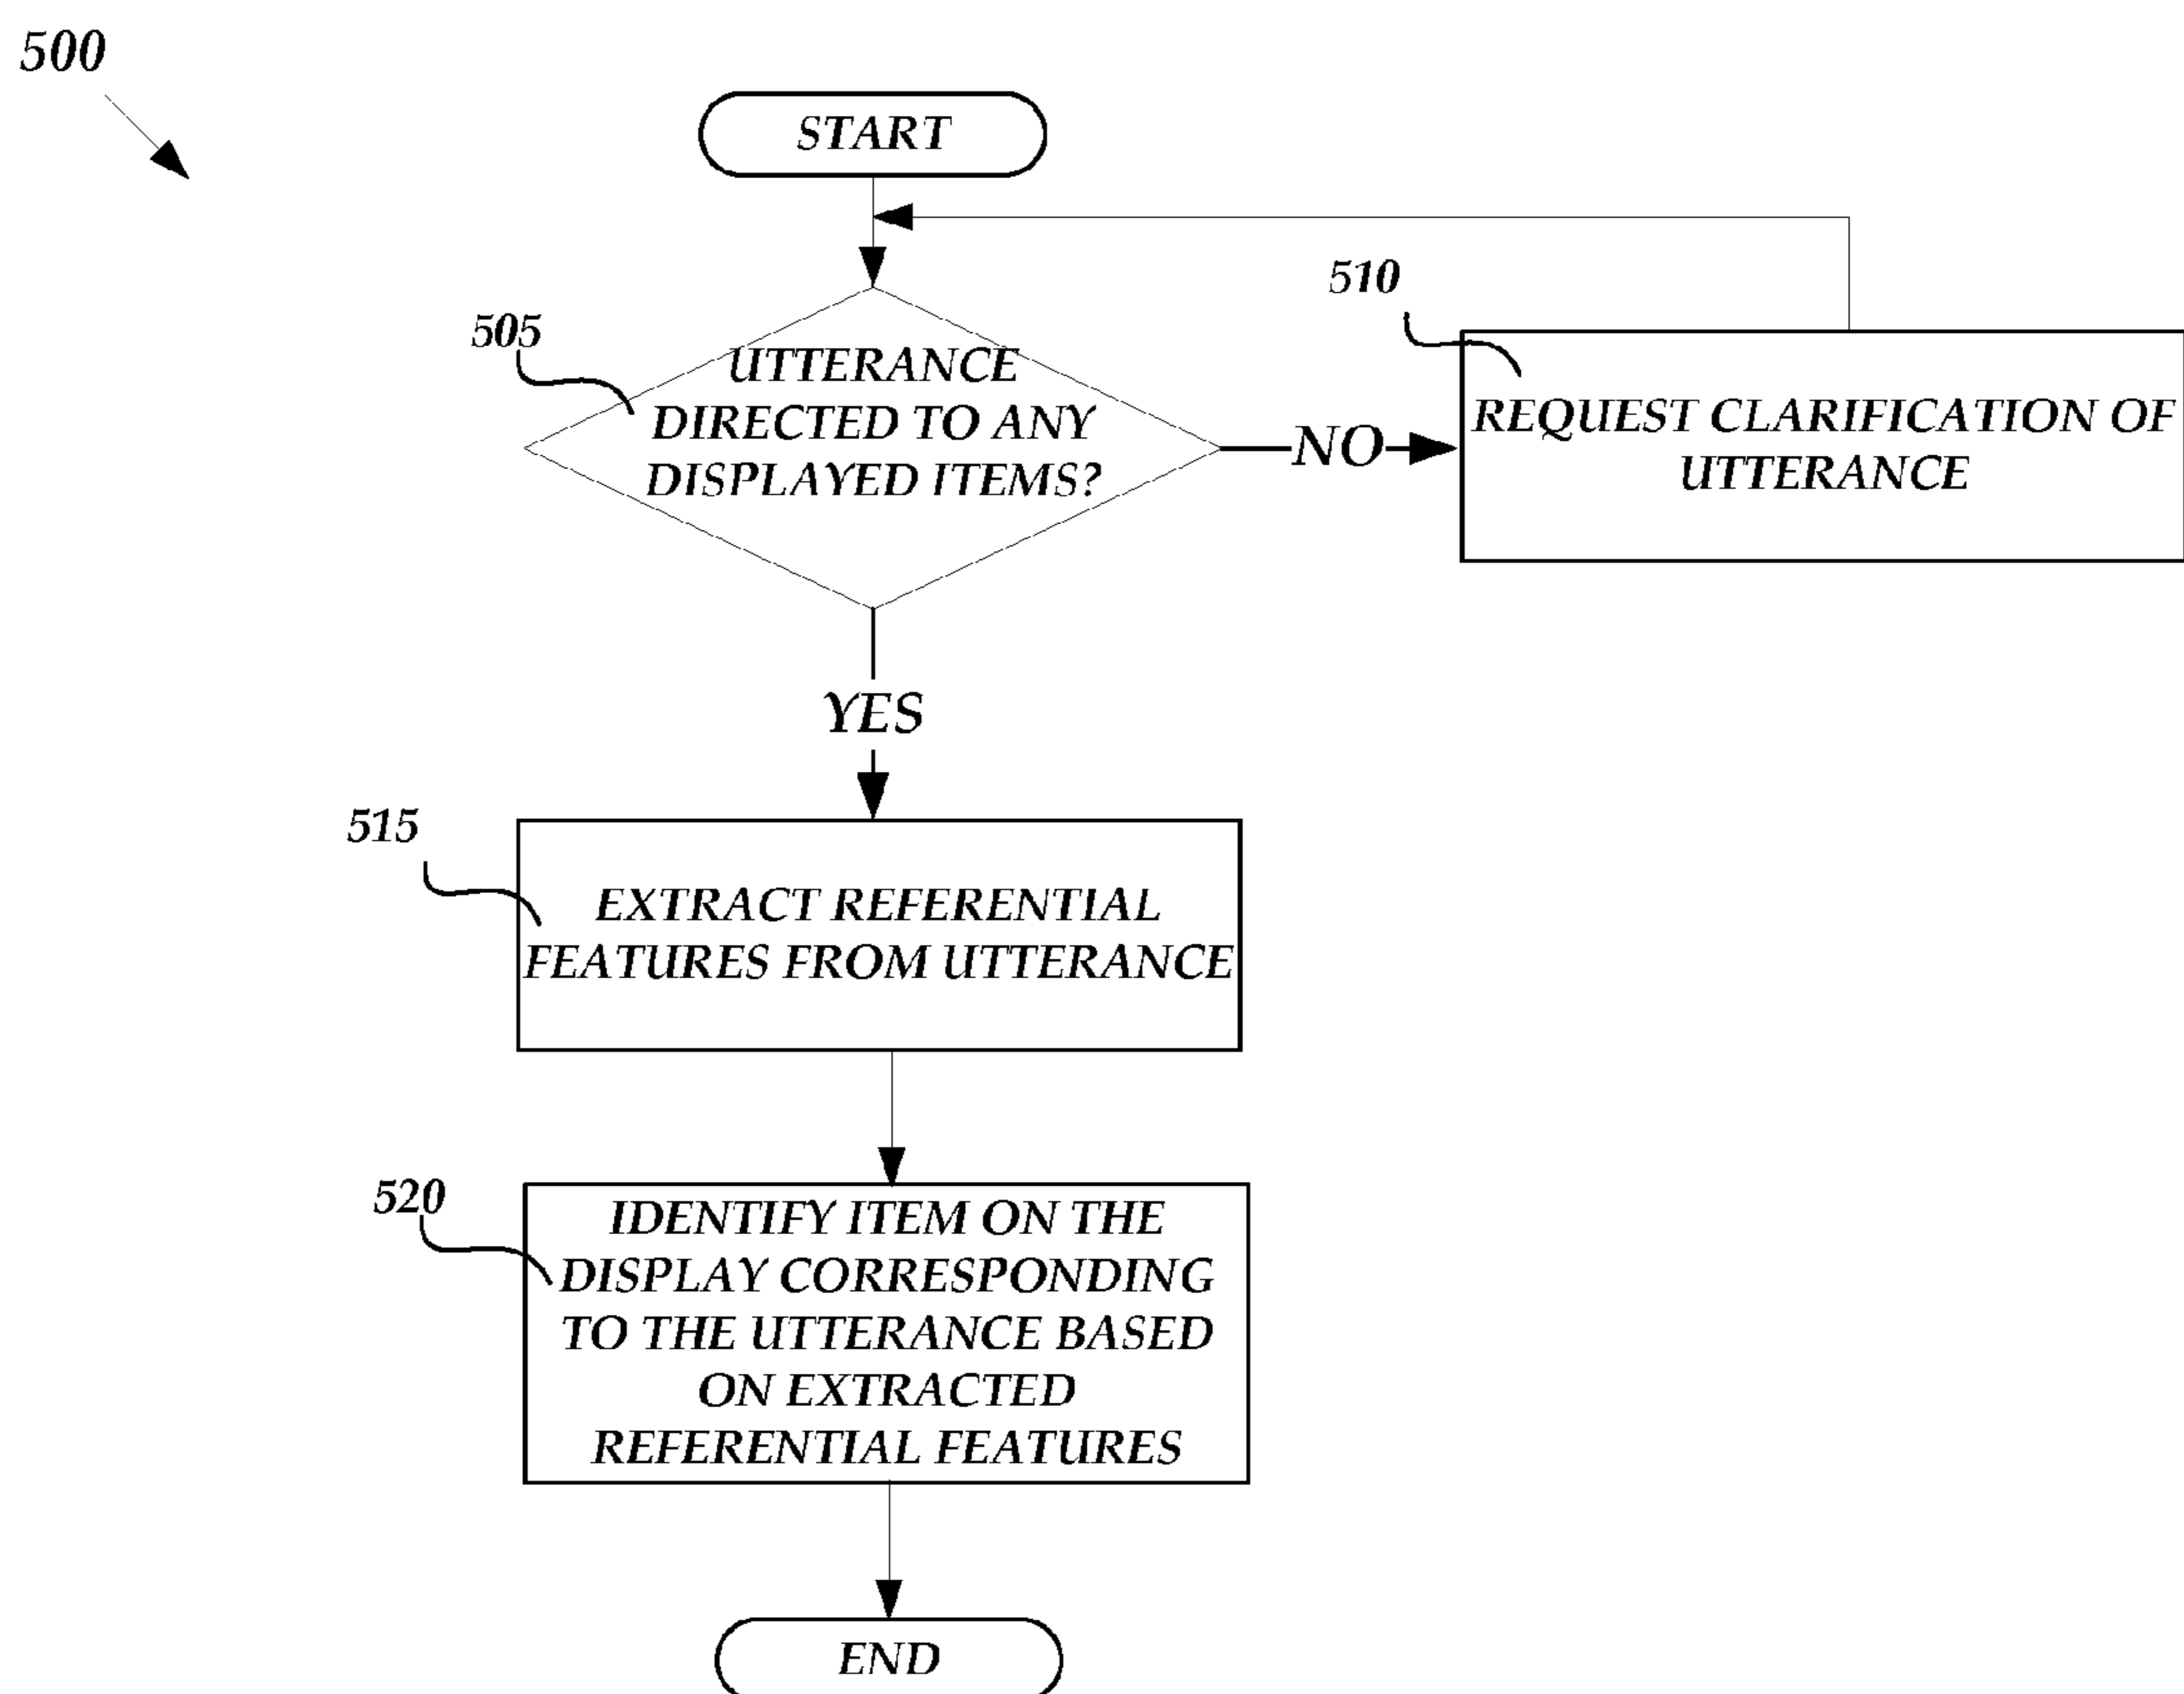 500
START
505
UTTERANCE
DIRECTED TO ANY
DISPLAYED ITEMS?
NO
510
REQUEST CLARIFICATION OF
UTTERANCE
YES
515
EXTRACT REFERENTIAL
FEATURES FROM UTTERANCE
520
IDENTIFY ITEM ON THE
DISPLAY CORRESPONDING
TO THE UTTERANCE BASED
ON EXTRACTED
REFERENTIAL FEATURES
END